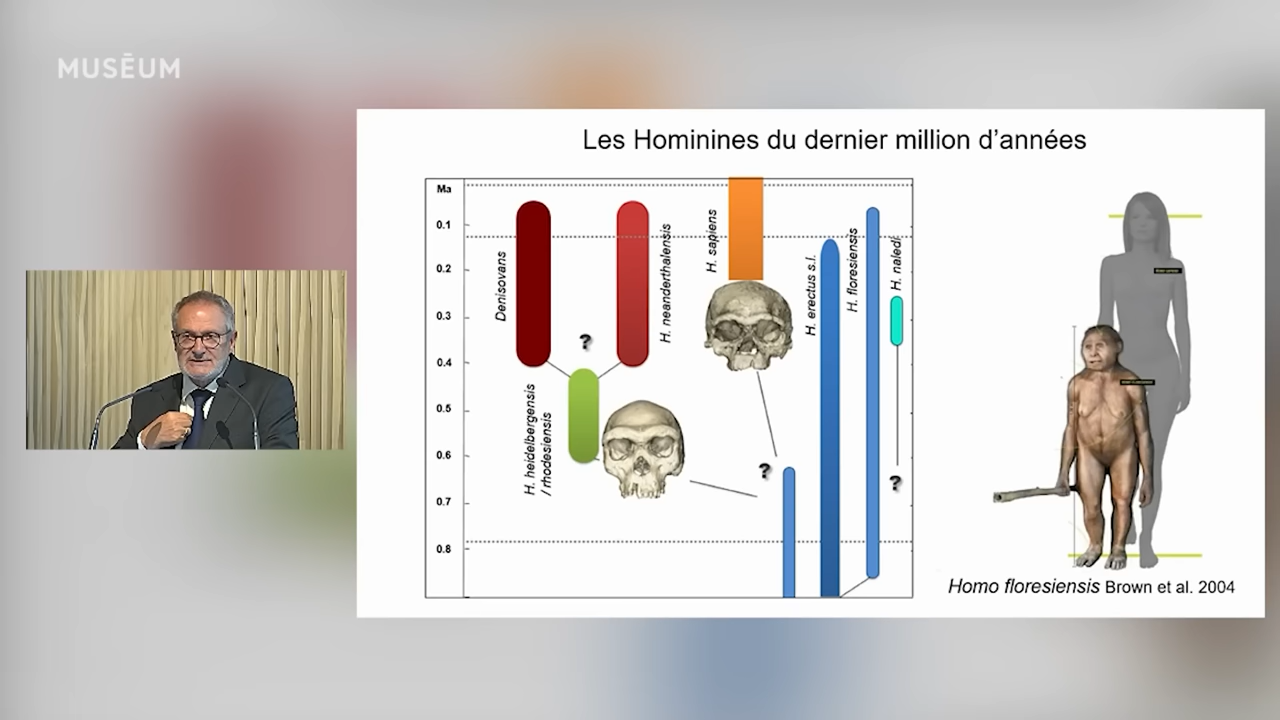 MUSĒUM
Les Hominines du dernier million d'années
Ma
0.1
0.2
0.3
0.4
0.5
0.6
0.7
0.8
Denisovans
H. neanderthalensis
H. sapiens
H. erectus s.l.
H. floresiensis
H. naledi
?
H. heidelbergensis
/ rhodesiensis
?
?
Homo floresiensis Brown et al. 2004